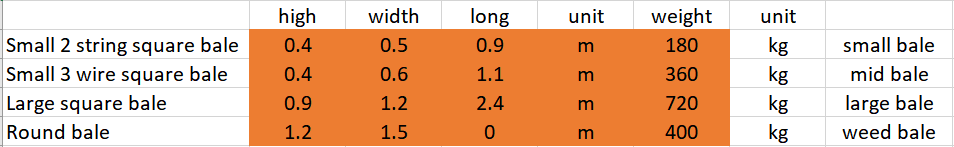 high width long unit weight unit
Small 2 string square bale 0.4 0.5 0.9 m 180 kg small bale
Small 3 wire square bale 0.4 0.6 1.1 m 360 kg mid bale
Large square bale 0.9 1.2 2.4 m 720 kg large bale
Round bale 1.2 1.5 0 m 400 kg weed bale